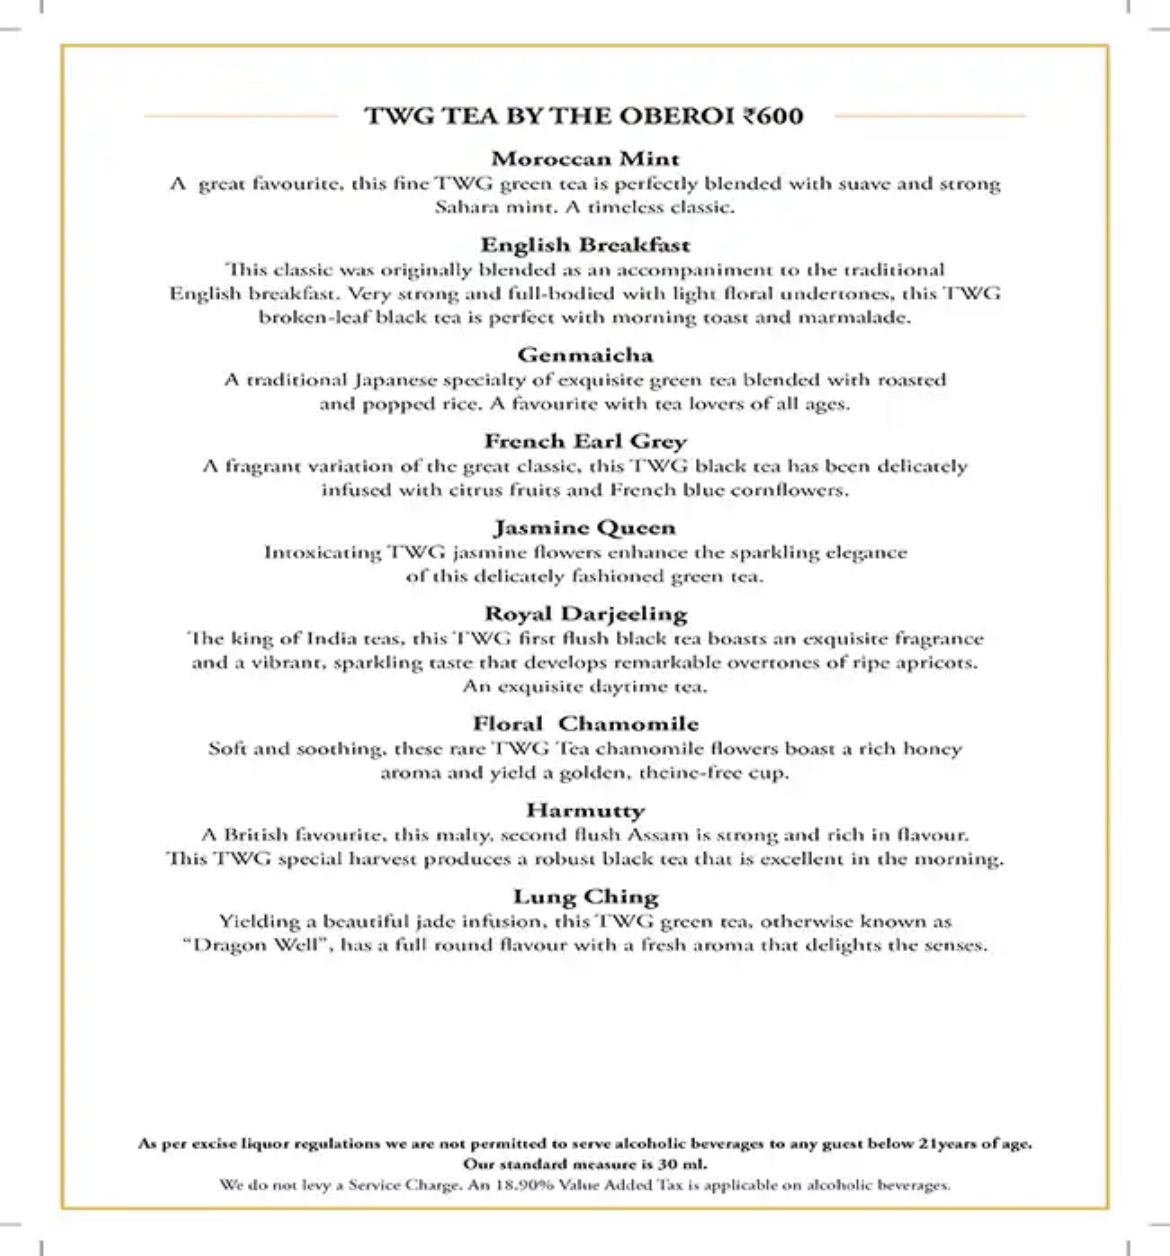 TWG TEA BY THE OBEROI ₹600
Moroccan Mint
A great favourite, this fine TWG green tea is perfectly blended with suave and strong
Sahara mint. A timeless classic.
English Breakfast
This classic was originally blended as an accompaniment to the traditional
English breakfast. Very strong and full-bodied with light floral undertones, this TWG
broken-leaf black tea is perfect with morning toast and marmalade.
Genmaicha
A traditional Japanese specialty of exquisite green tea blended with roasted
and popped rice. A favourite with tea lovers of all ages.
French Earl Grey
A fragrant variation of the great classic, this TWG black tea has been delicately
infused with citrus fruits and French blue cornflowers.
Jasmine Queen
Intoxicating TWG jasmine flowers enhance the sparkling elegance
of this delicately fashioned green tea.
Royal Darjeeling
The king of India teas, this TWG first flush black tea boasts an exquisite fragrance
and a vibrant, sparkling taste that develops remarkable overtones of ripe apricots.
An exquisite daytime tea.
Floral Chamomile
Soft and soothing, these rare TWG Tea chamomile flowers boast a rich honey
aroma and yield a golden, theine-free cup.
Harmutty
A British favourite, this malty, second flush Assam is strong and rich in flavour.
This TWG special harvest produces a robust black tea that is excellent in the morning.
Lung Ching
Yielding a beautiful jade infusion, this TWG green tea, otherwise known as
“Dragon Well”, has a full round flavour with a fresh aroma that delights the senses.
As per excise liquor regulations we are not permitted to serve alcoholic beverages to any guest below 21years of age.
Our standard measure is 30 ml.
We do not levy a Service Charge. An 18.90% Value Added Tax is applicable on alcoholic beverages.